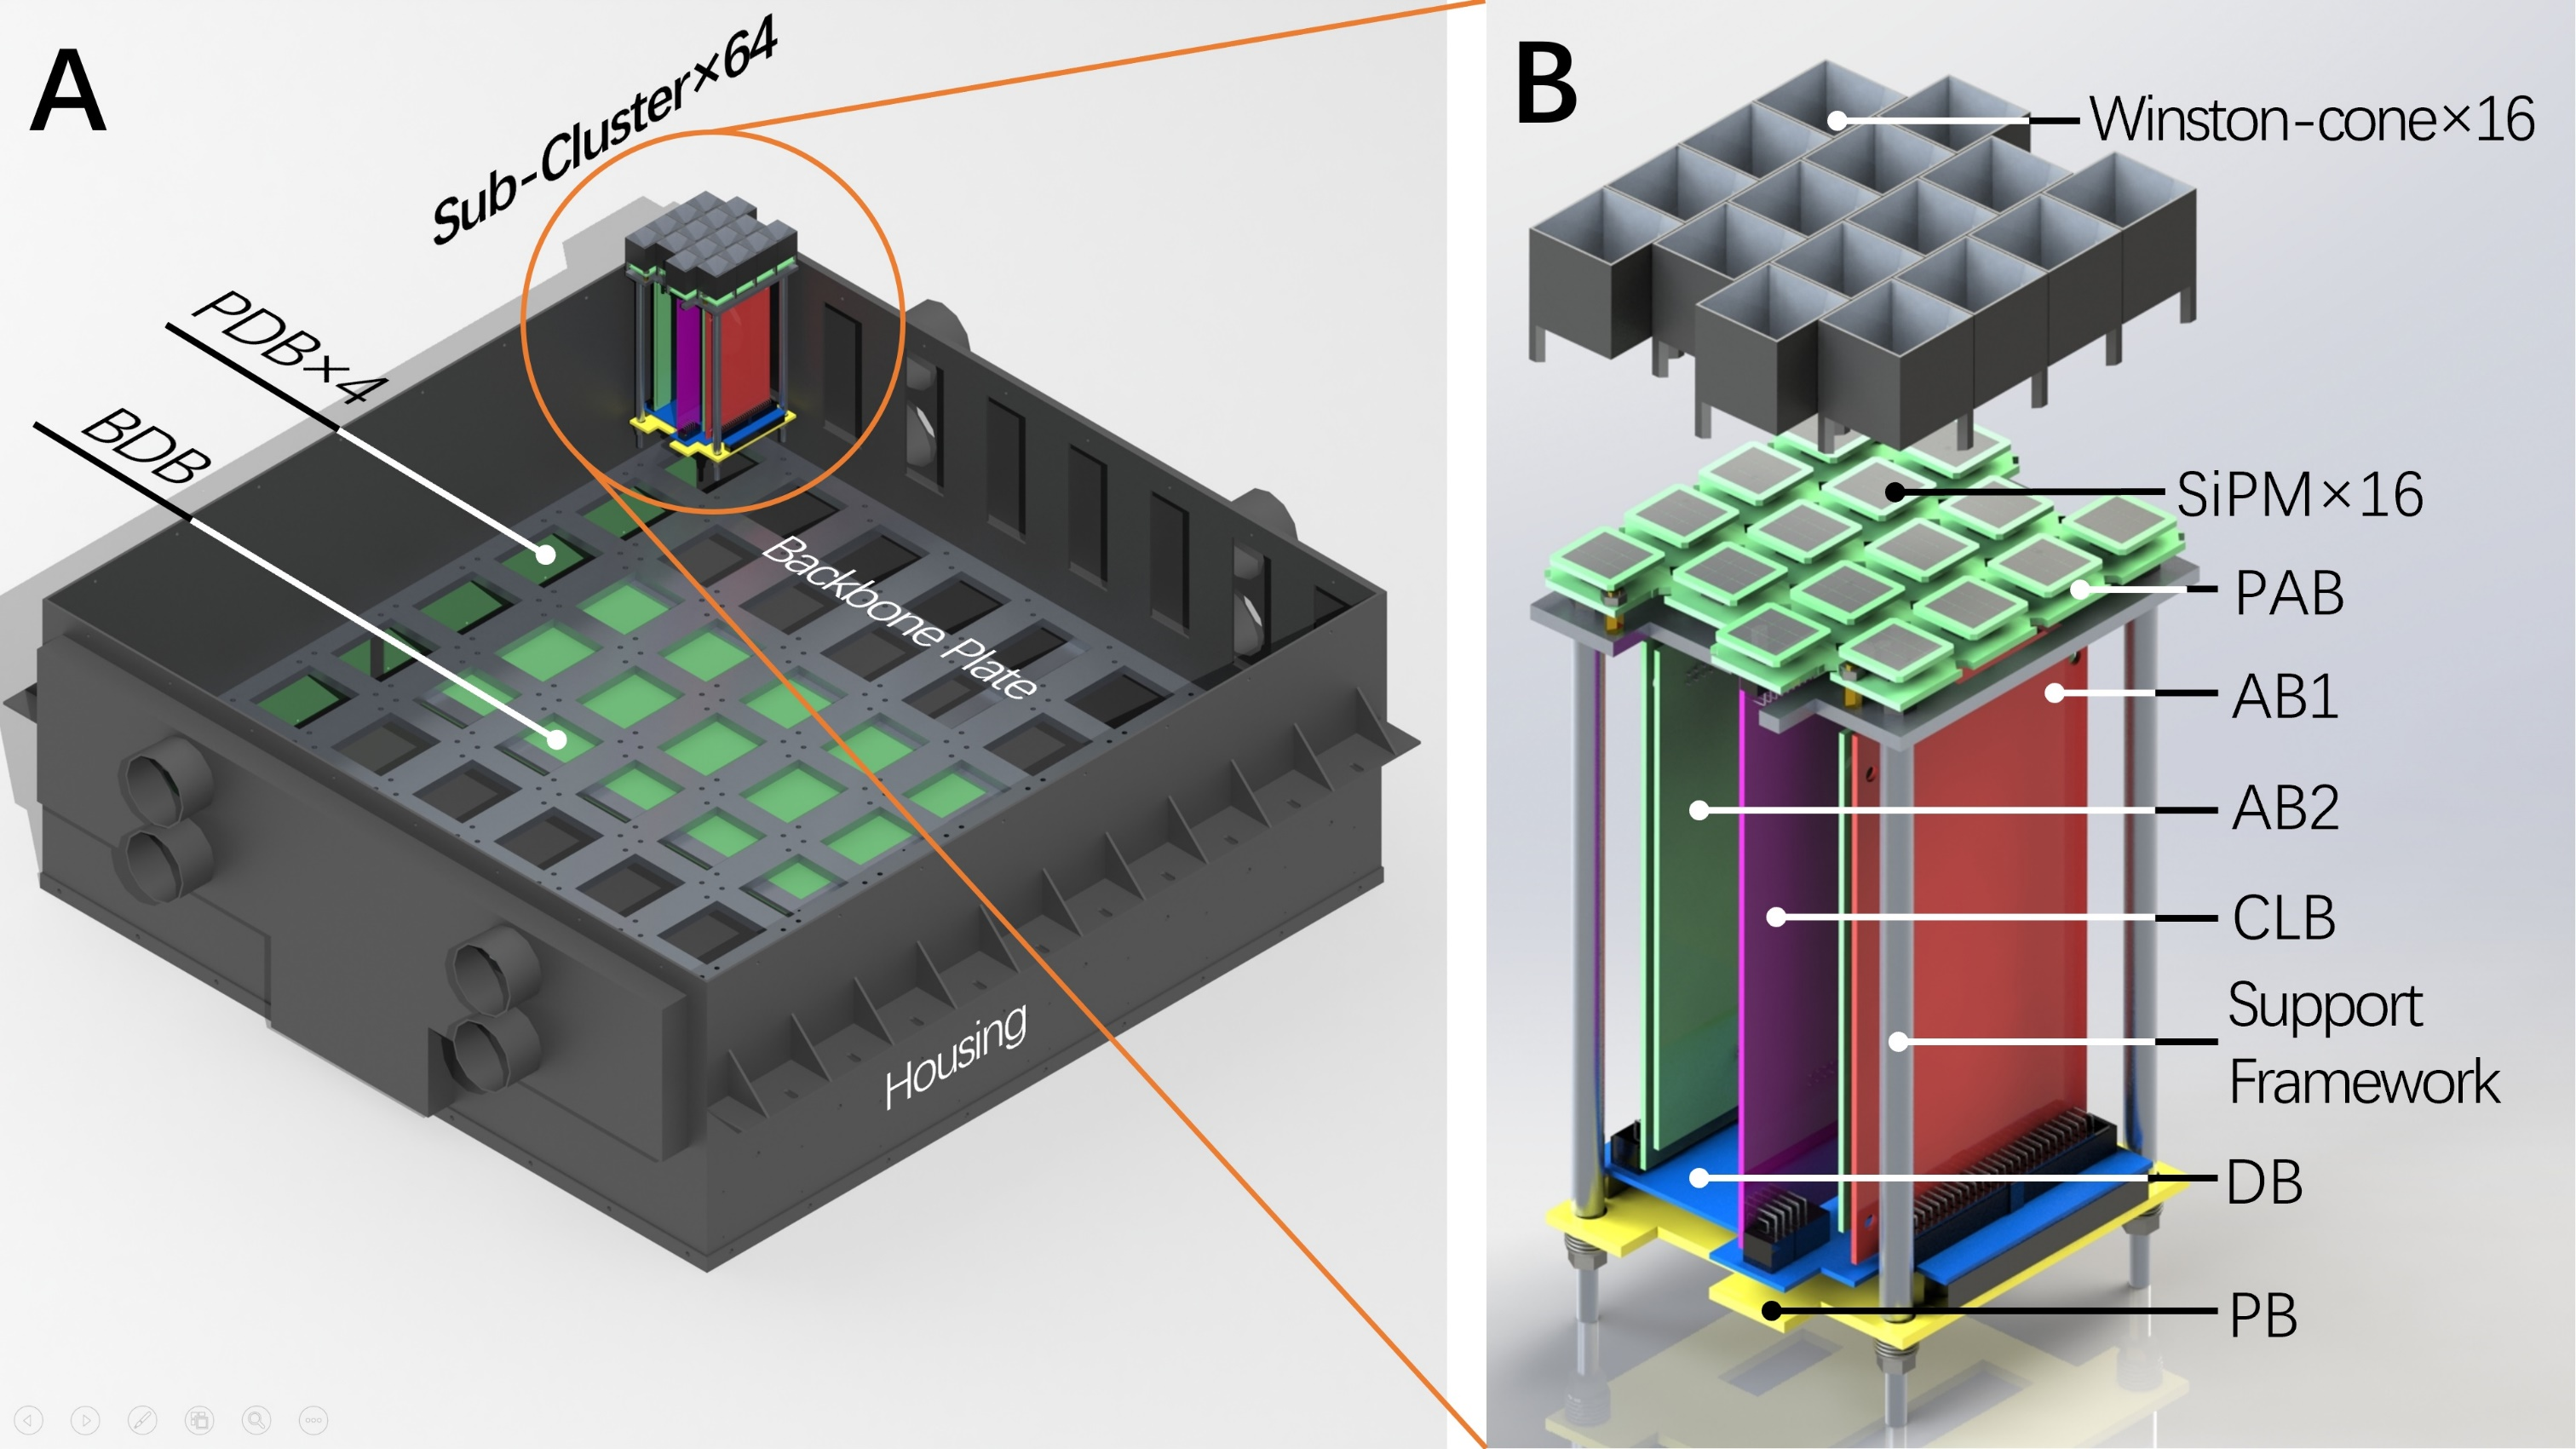 A
Sub-Cluster×64
PDB×4
BDB
Backbone Plate
Housing
B
Winston-cone×16
SiPM×16
PAB
AB1
AB2
CLB
Support
Framework
DB
PB